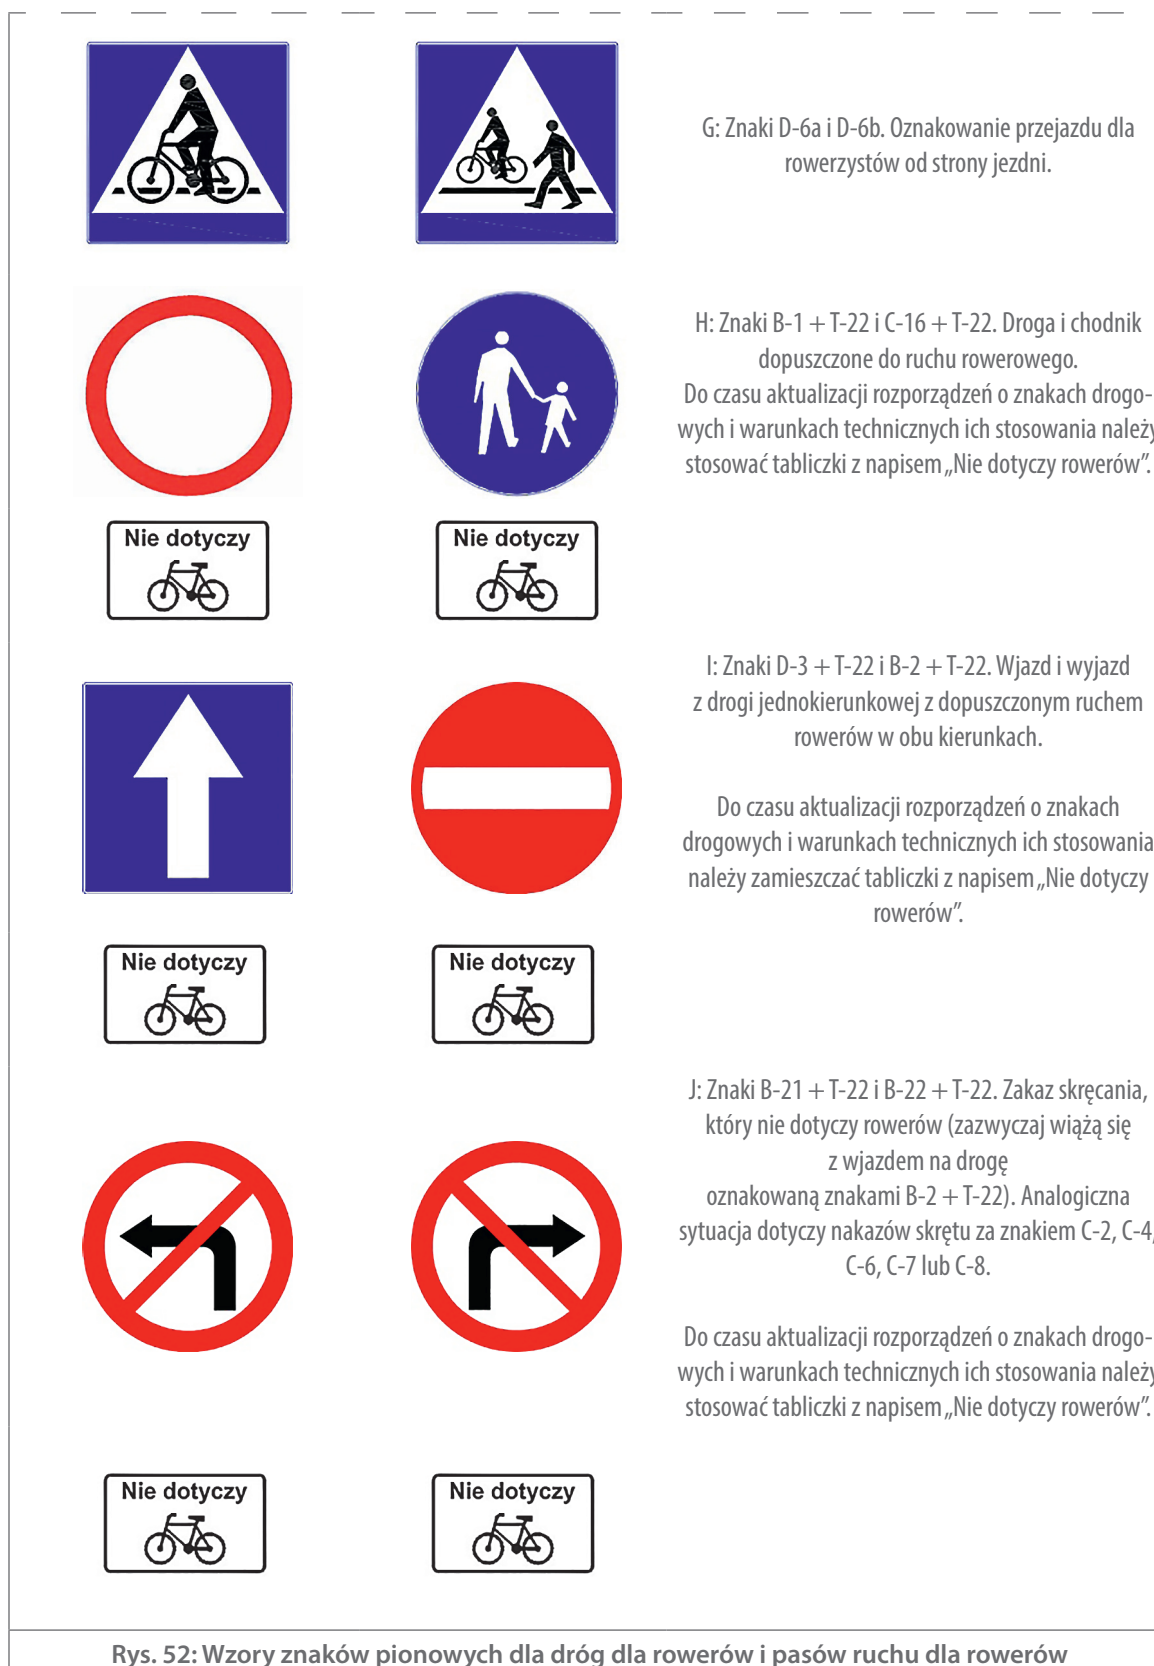 G: Znaki D-6a i D-6b. Oznakowanie przejazdu dla
rowerzystów od strony jezdni.
H: Znaki B-1 + T-22 i C-16 + T-22. Droga i chodnik
dopuszczone do ruchu rowerowego.
Do czasu aktualizacji rozporządzeń o znakach drogo-
wych i warunkach technicznych ich stosowania należy
stosować tabliczki z napisem „Nie dotyczy rowerów”.
Nie dotyczy
Nie dotyczy
I: Znaki D-3 + T-22 i B-2 + T-22. Wjazd i wyjazd
z drogi jednokierunkowej z dopuszczonym ruchem
rowerów w obu kierunkach.
Do czasu aktualizacji rozporządzeń o znakach
drogowych i warunkach technicznych ich stosowania
należy zamieszczać tabliczki z napisem „Nie dotyczy
rowerów”.
Nie dotyczy
Nie dotyczy
J: Znaki B-21 + T-22 i B-22 + T-22. Zakaz skręcania,
który nie dotyczy rowerów (zazwyczaj wiążą się
z wjazdem na drogę
oznakowaną znakami B-2 + T-22). Analogiczna
sytuacja dotyczy nakazów skrętu za znakiem C-2, C-4,
C-6, C-7 lub C-8.
Do czasu aktualizacji rozporządzeń o znakach drogo-
wych i warunkach technicznych ich stosowania należy
stosować tabliczki z napisem „Nie dotyczy rowerów”.
Nie dotyczy
Nie dotyczy
Rys. 52: Wzory znaków pionowych dla dróg dla rowerów i pasów ruchu dla rowerów